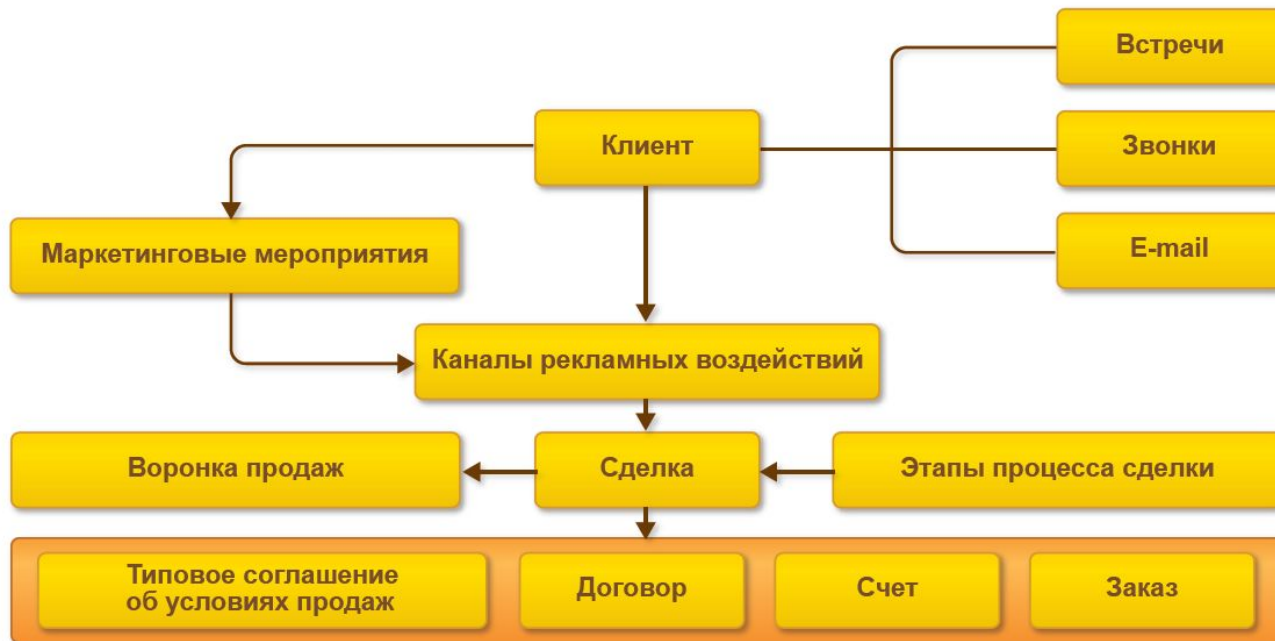 Встречи
Клиент
Звонки
Маркетинговые мероприятия
E-mail
Каналы рекламных воздействий
Воронка продаж
Сделка
Этапы процесса сделки
Типовое соглашение
об условиях продаж
Договор
Счет
Заказ